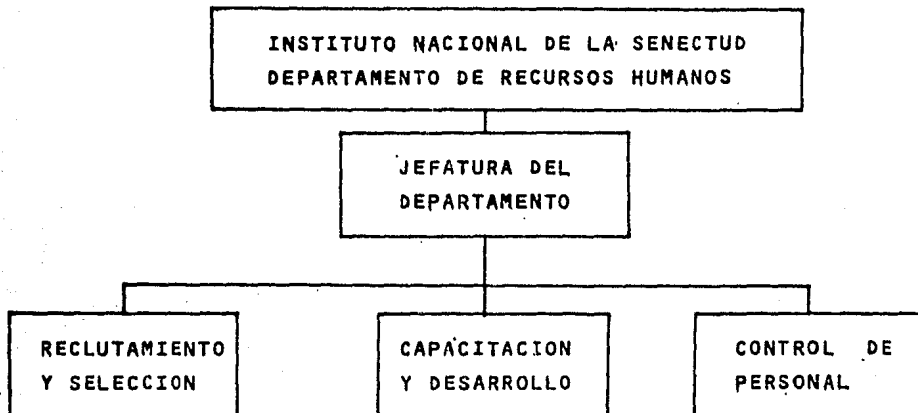 INSTITUTO NACIONAL DE LA SENECTUD
DEPARTAMENTO DE RECURSOS HUMANOS
JEFATURA DEL
DEPARTAMENTO
RECLUTAMIENTO
Y SELECCION
CAPACITACION
Y DESARROLLO
CONTROL DE
PERSONAL